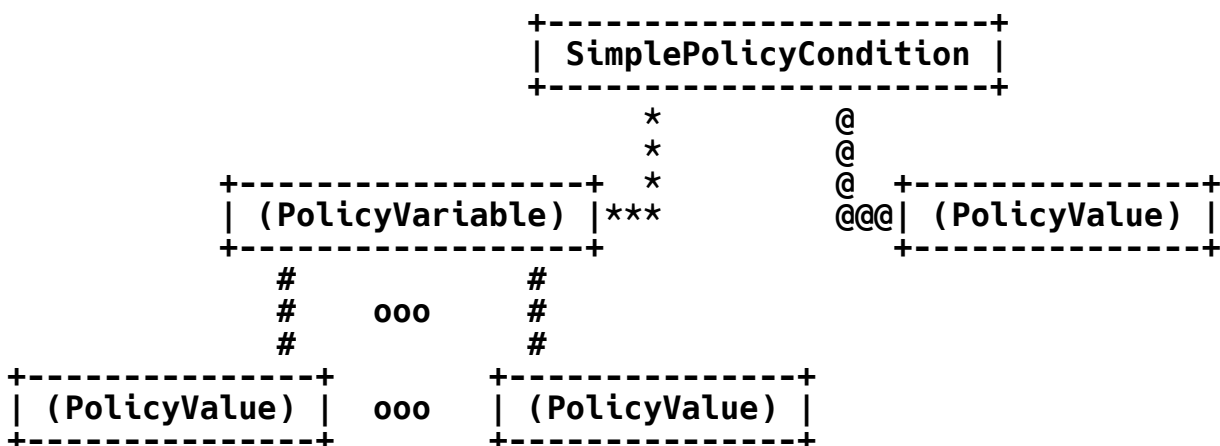 +-----------------------+
                           | SimplePolicyCondition |
                           +-----------------------+
                                 *         @
                                 *         @
           +------------------+  *         @  +---------------+
           | (PolicyVariable) |***         @@@| (PolicyValue) |
           +------------------+               +---------------+
              #            #
              #    ooo     #
              #            #
+---------------+        +---------------+
| (PolicyValue) |  ooo   | (PolicyValue) |
+---------------+        +---------------+